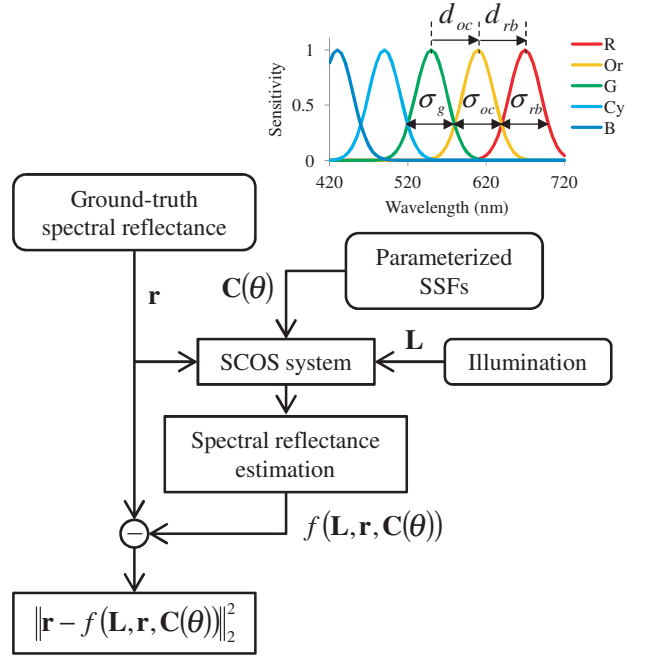 d_oc d_rb
1
0.5
0
Sensitivity
σ_g σ_oc σ_rb
R
Or
G
Cy
B
420 520 620 720
Wavelength (nm)
Ground-truth
spectral reflectance
Parameterized
SSFs
r
C(θ)
L
SCOS system
Illumination
Spectral reflectance
estimation
−
f(L, r, C(θ))
‖r − f(L, r, C(θ))‖₂²